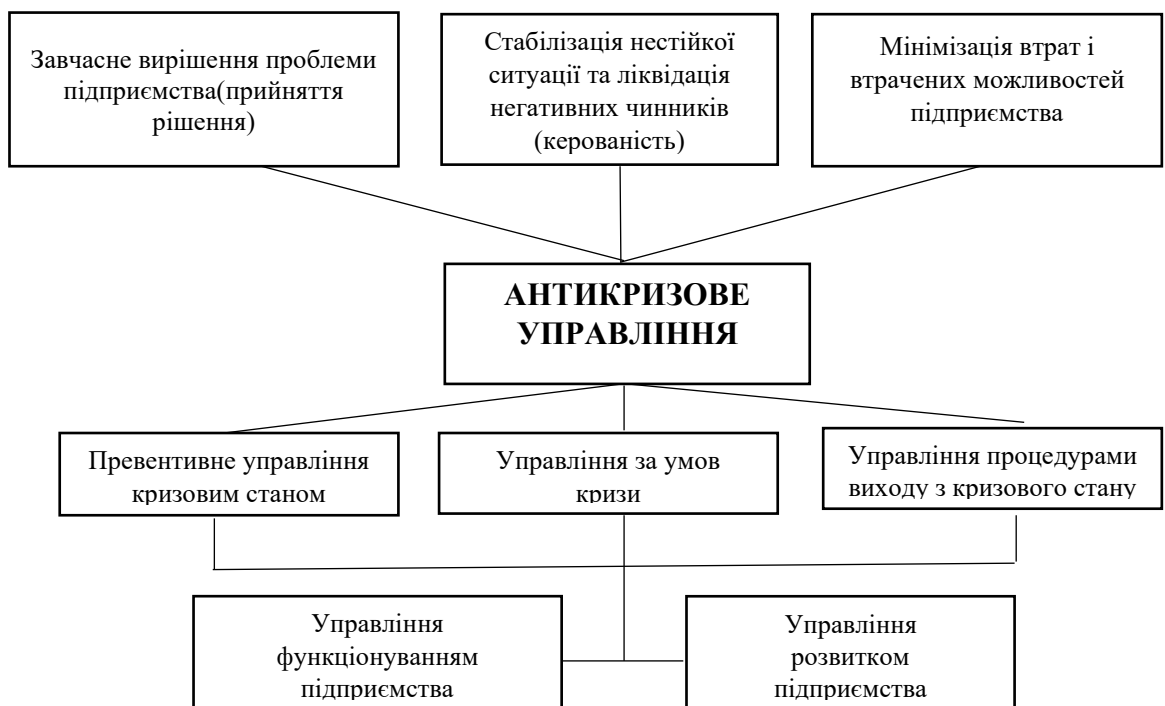 Завчасне вирішення проблеми
підприємства(прийняття
рішення)
Стабілізація нестійкої
ситуації та ліквідація
негативних чинників
(керованість)
Мінімізація втрат і
втрачених можливостей
підприємства
АНТИКРИЗОВЕ
УПРАВЛІННЯ
Превентивне управління
кризовим станом
Управління за умов
кризи
Управління процедурами
виходу з кризового стану
Управління
функціонуванням
підприємства
Управління
розвитком
підприємства